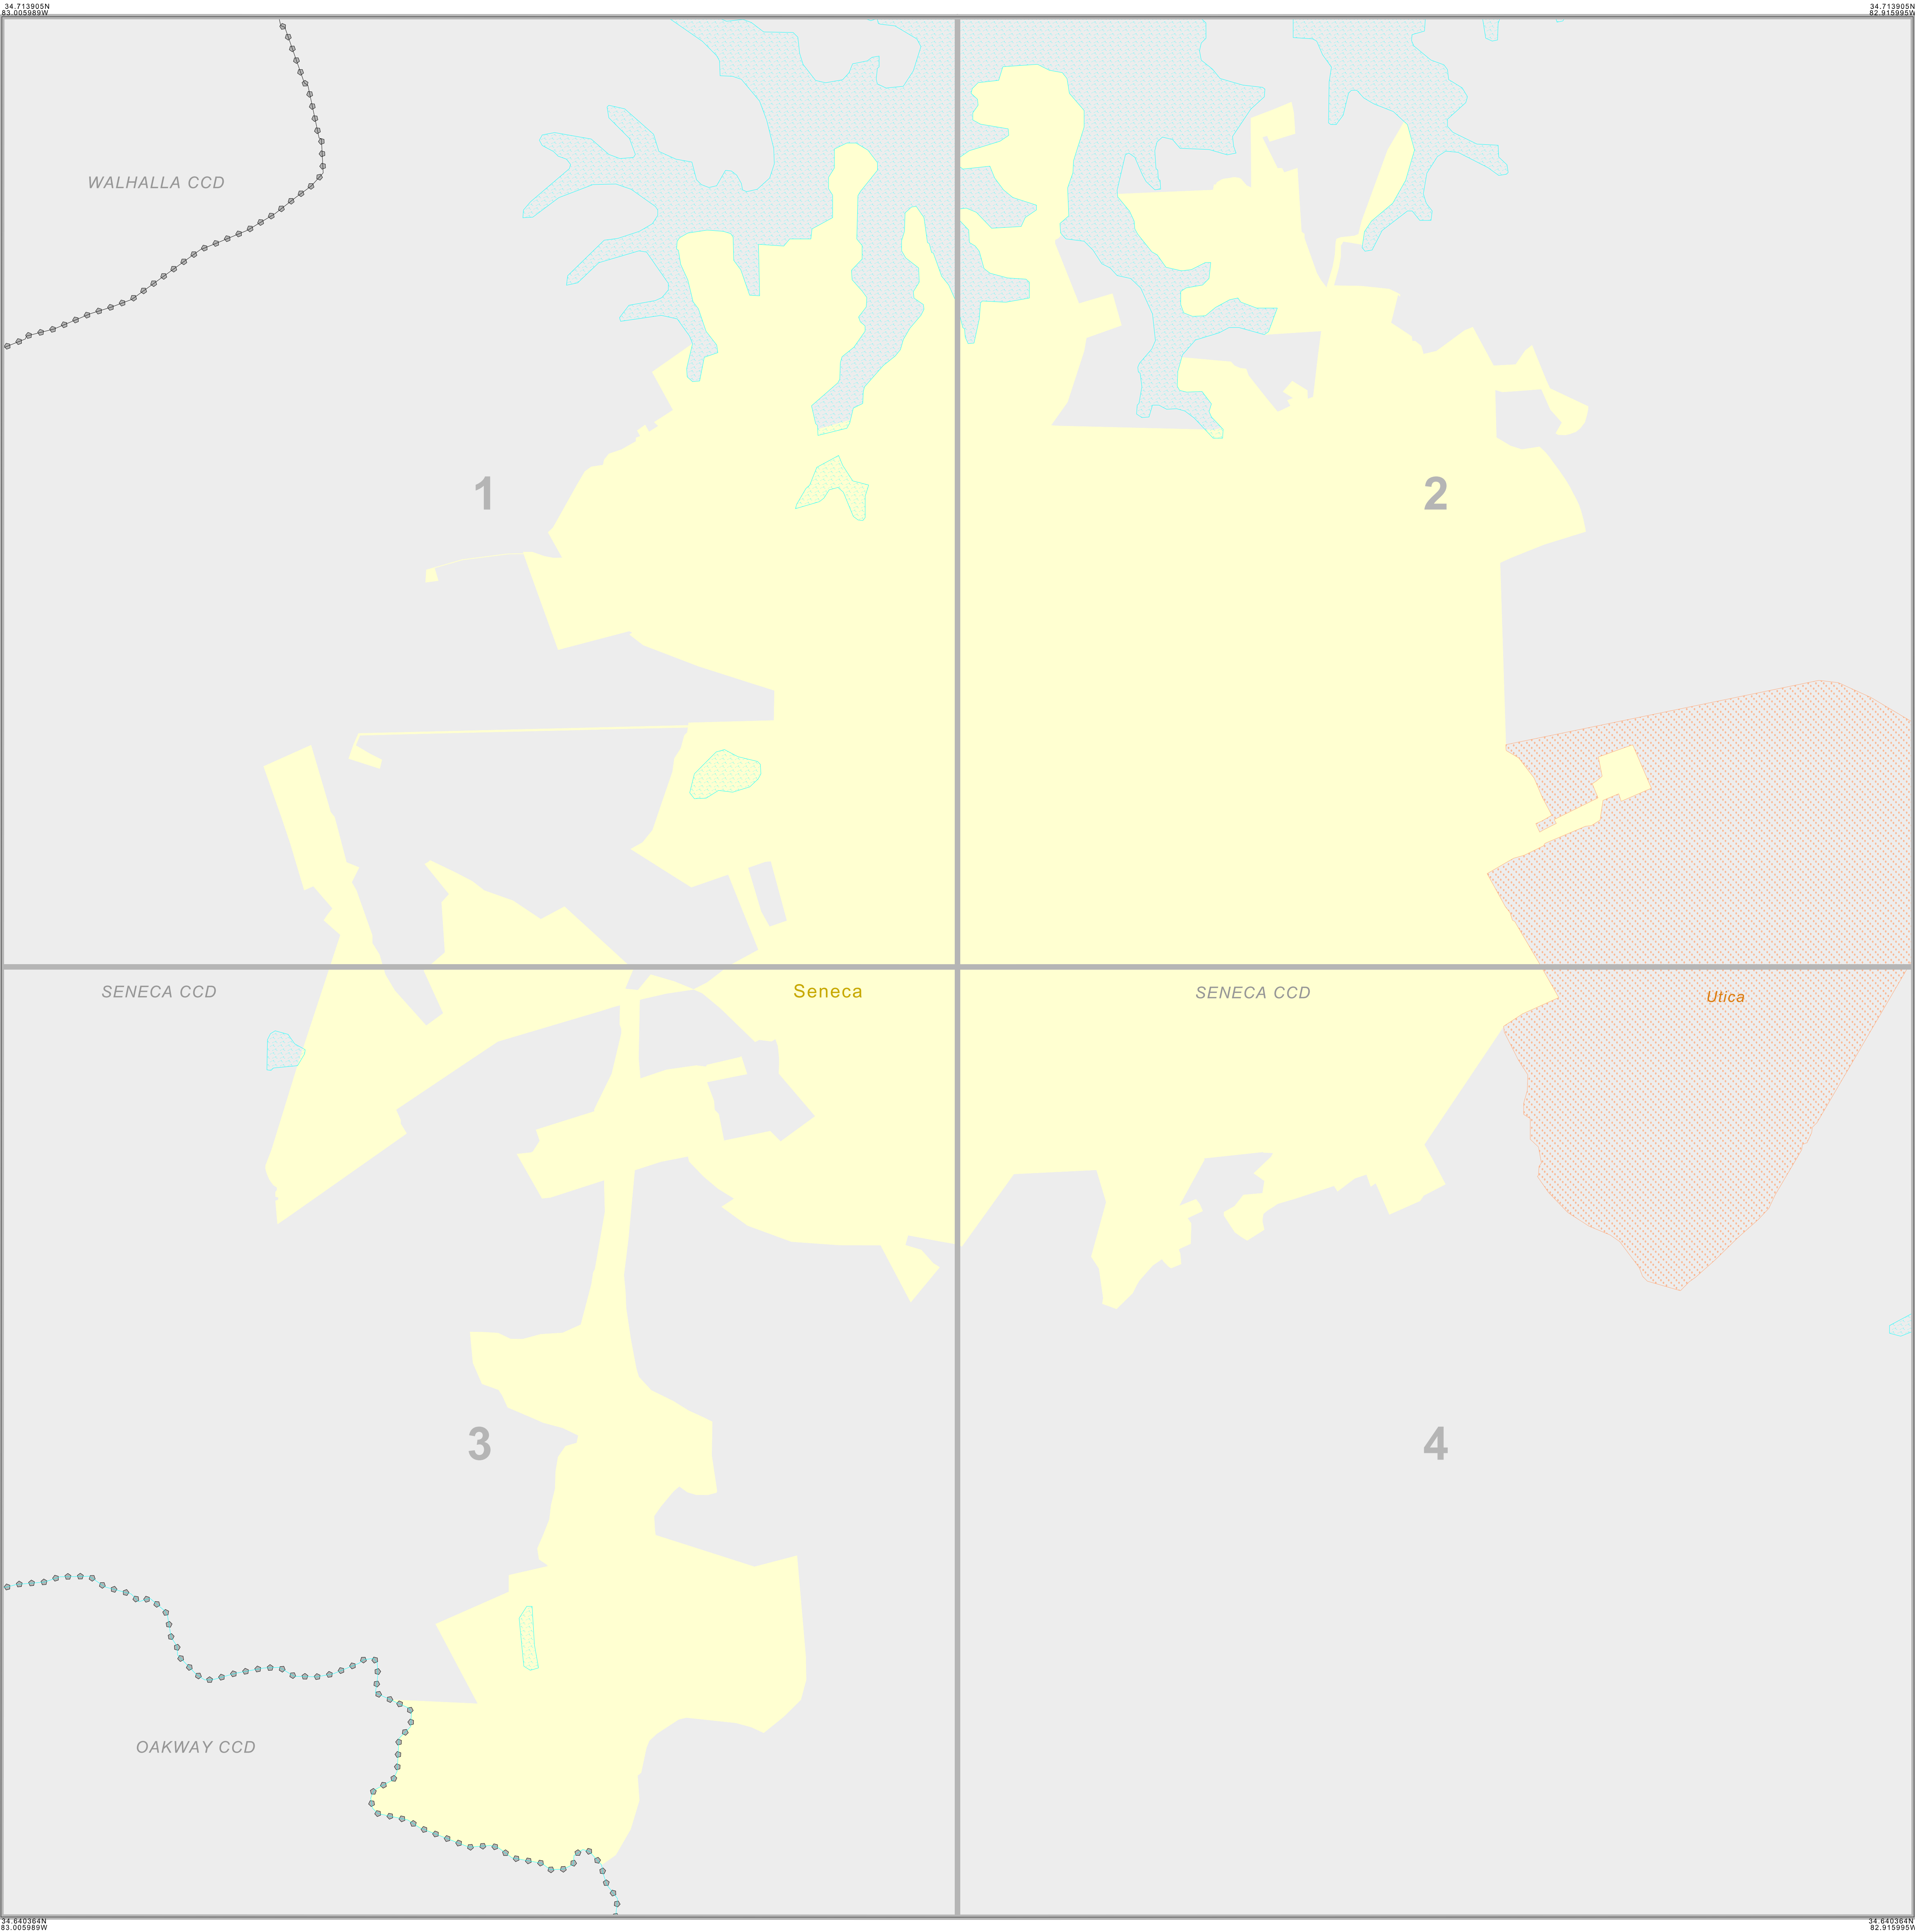 34.713905N
83.005989W
34.713905N
82.915995W
WALHALLA CCD
1
2
SENECA CCD
Seneca
SENECA CCD
Utica
3
4
OAKWAY CCD
34.640364N
83.005989W
34.640364N
82.915995W